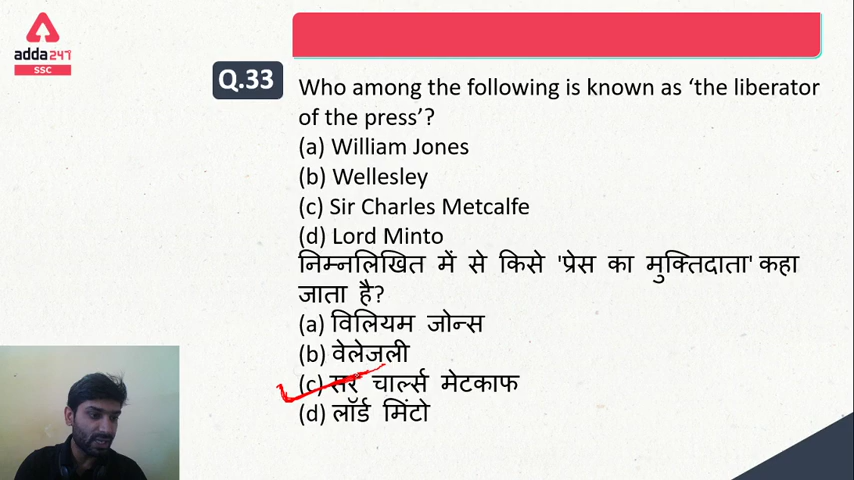 adda247
SSC
Q.33
Who among the following is known as ‘the liberator
of the press’?
(a) William Jones
(b) Wellesley
(c) Sir Charles Metcalfe
(d) Lord Minto
निम्नलिखित में से किसे 'प्रेस का मुक्तिदाता' कहा
जाता है?
(a) विलियम जोन्स
(b) वेलेजली
(c) सर चार्ल्स मेटकाफ
(d) लॉर्ड मिंटो